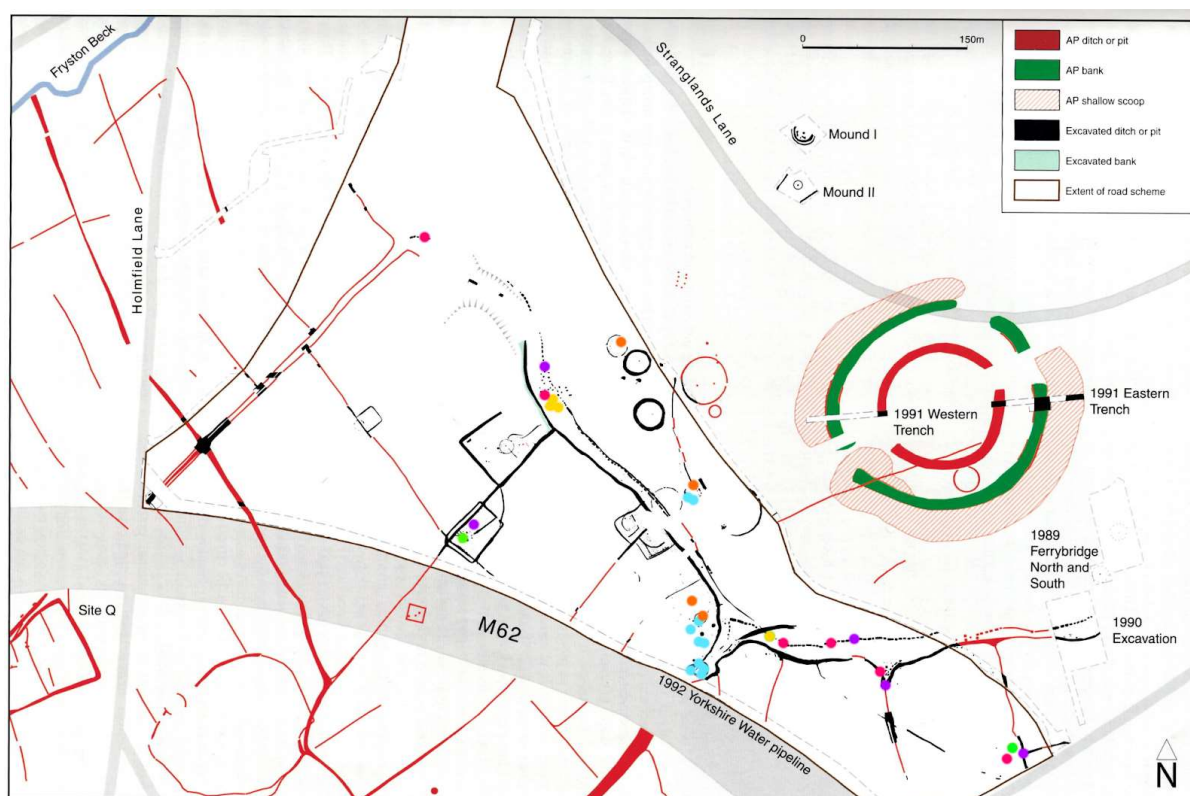 Fryston Beck
Holmfield Lane
Stranglands Lane
0
150m
AP ditch or pit
AP bank
AP shallow scoop
Excavated ditch or pit
Excavated bank
Extent of road scheme
Mound I
Mound II
1991 Western
Trench
1991 Eastern
Trench
1989
Ferrybridge
North and
South
1990
Excavation
Site Q
M62
1992 Yorkshire Water pipeline
N